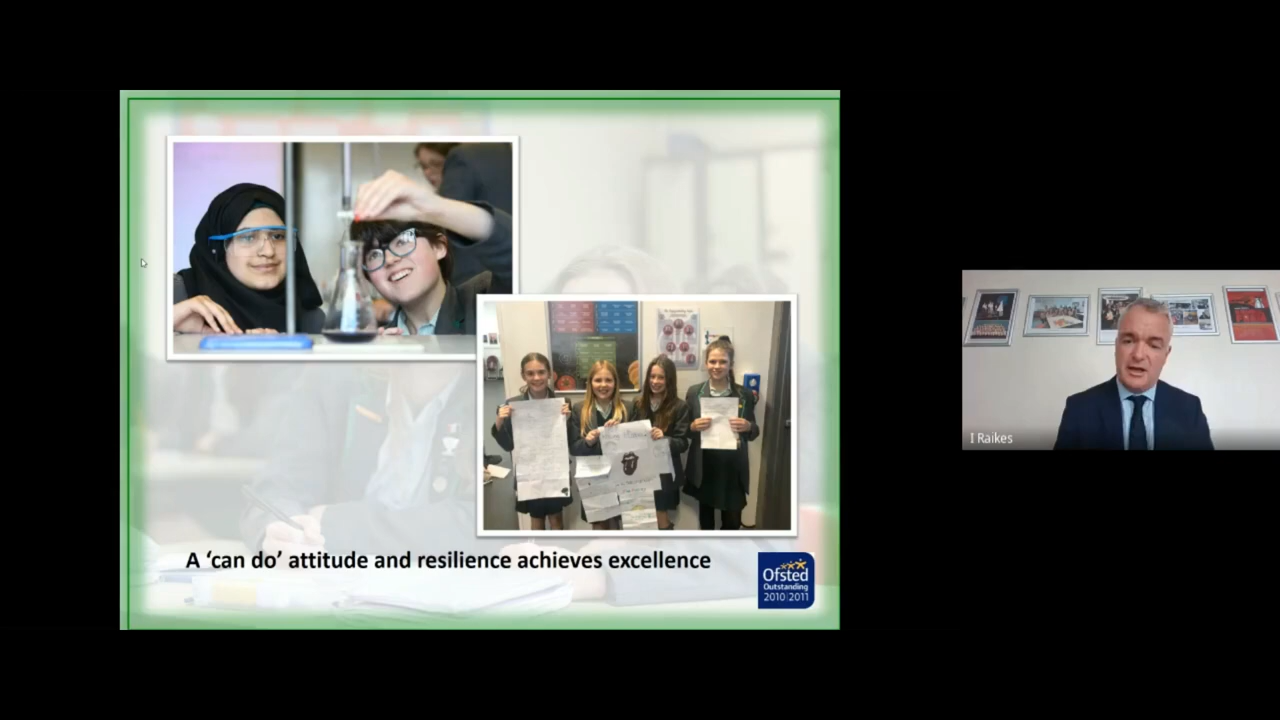 A ‘can do’ attitude and resilience achieves excellence
Ofsted
Outstanding
2010|2011
I Raikes